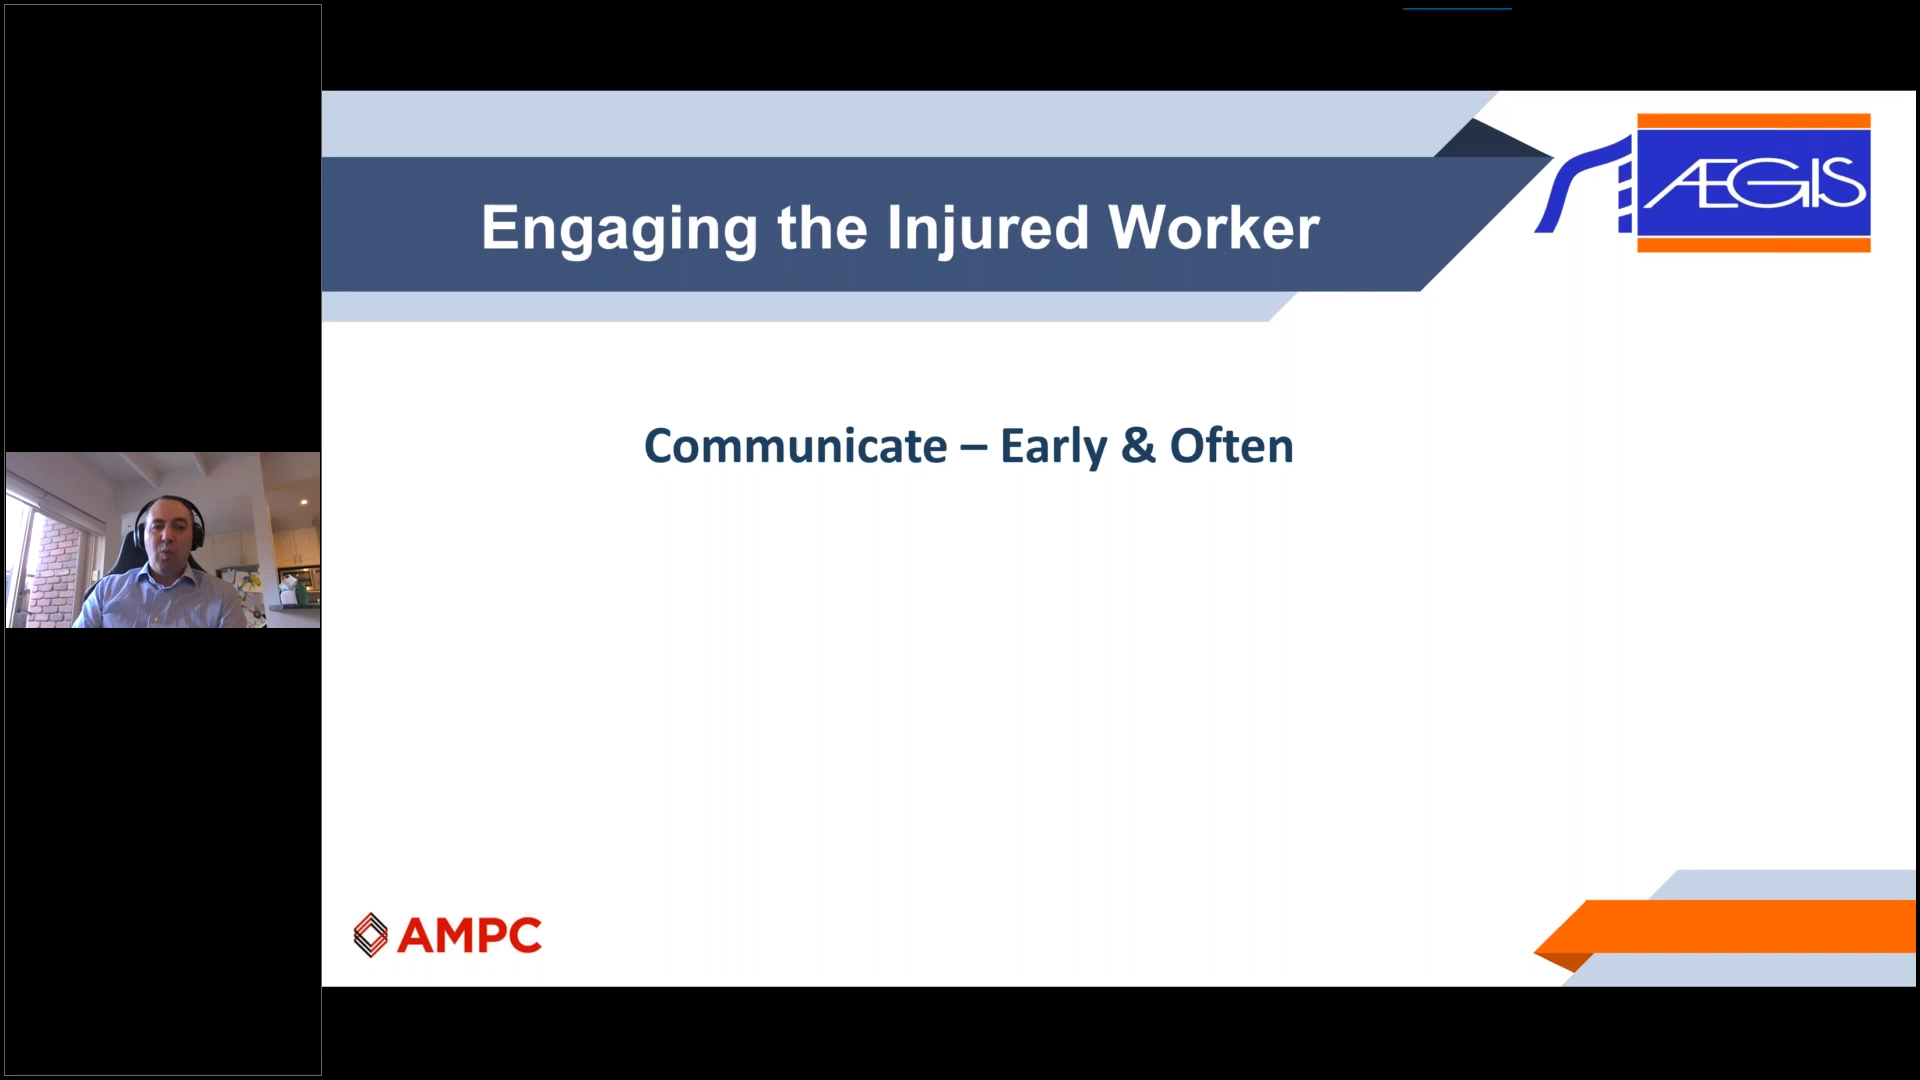 Engaging the Injured Worker
ÆGIS
Communicate – Early & Often
AMPC